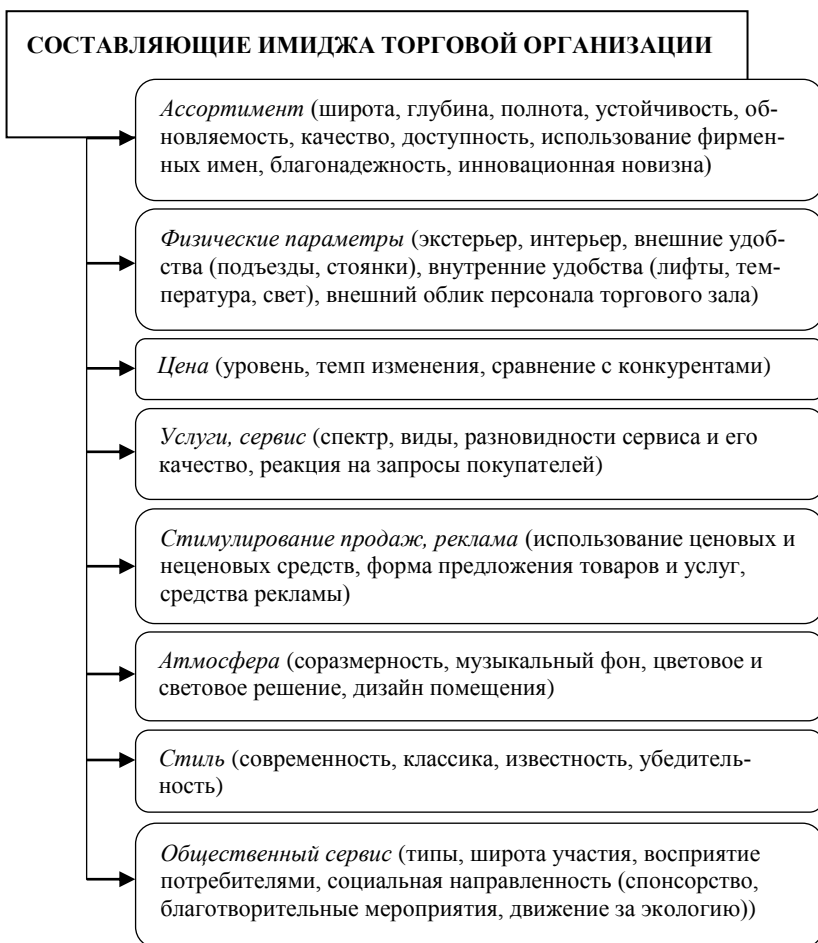 СОСТАВЛЯЮЩИЕ ИМИДЖА ТОРГОВОЙ ОРГАНИЗАЦИИ
Ассортимент (широта, глубина, полнота, устойчивость, об-
новляемость, качество, доступность, использование фирмен-
ных имен, благонадежность, инновационная новизна)
Физические параметры (экстерьер, интерьер, внешние удоб-
ства (подъезды, стоянки), внутренние удобства (лифты, тем-
пература, свет), внешний облик персонала торгового зала)
Цена (уровень, темп изменения, сравнение с конкурентами)
Услуги, сервис (спектр, виды, разновидности сервиса и его
качество, реакция на запросы покупателей)
Стимулирование продаж, реклама (использование ценовых и
неценовых средств, форма предложения товаров и услуг,
средства рекламы)
Атмосфера (соразмерность, музыкальный фон, цветовое и
световое решение, дизайн помещения)
Стиль (современность, классика, известность, убедитель-
ность)
Общественный сервис (типы, широта участия, восприятие
потребителями, социальная направленность (спонсорство,
благотворительные мероприятия, движение за экологию))